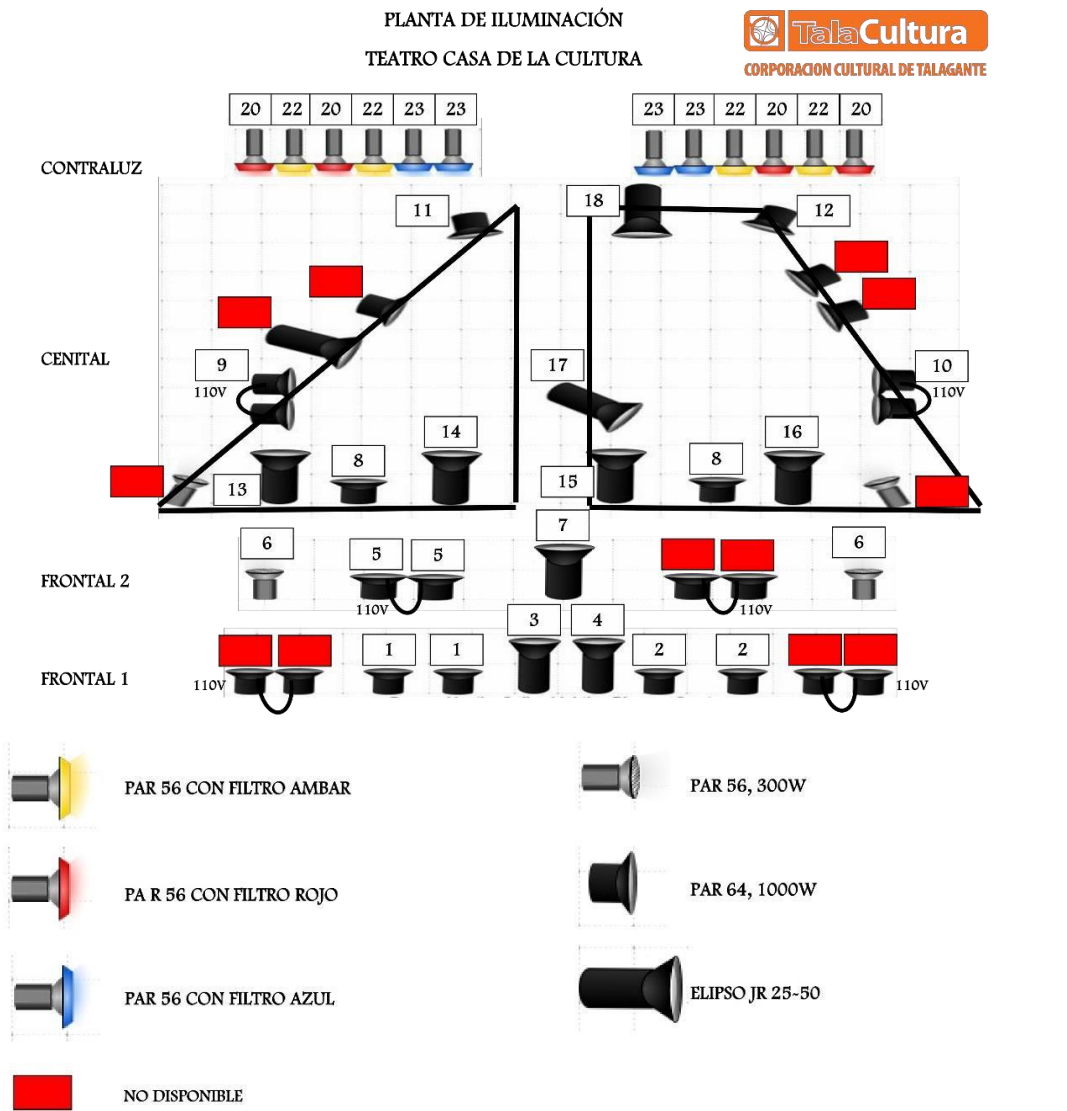 PLANTA DE ILUMINACIÓN
TEATRO CASA DE LA CULTURA
TalaCultura
CORPORACION CULTURAL DE TALAGANTE
20 22 20 22 23 23
23 23 22 20 22 20
CONTRALUZ
11
18
12
CENITAL
9
110V
17
10
110V
14
16
8
8
13
15
7
6
5
5
6
FRONTAL 2
110V
110V
3
4
1
1
2
2
FRONTAL 1
110V
110V
PAR 56 CON FILTRO AMBAR
PAR 56, 300W
PA R 56 CON FILTRO ROJO
PAR 64, 1000W
PAR 56 CON FILTRO AZUL
ELIPSO JR 25-50
NO DISPONIBLE